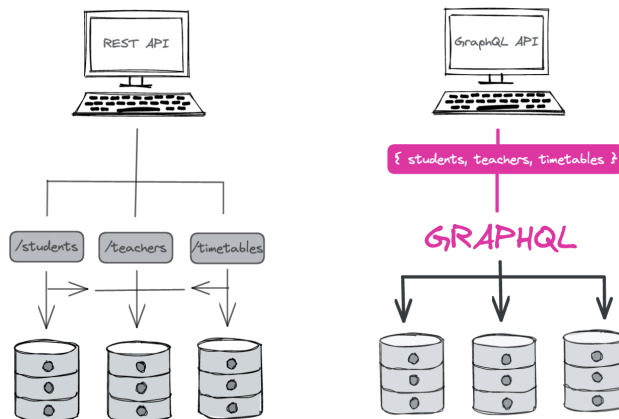 REST API
GraphQL API
{ students, teachers, timetables }
/students
/teachers
/timetables
GRAPHQL